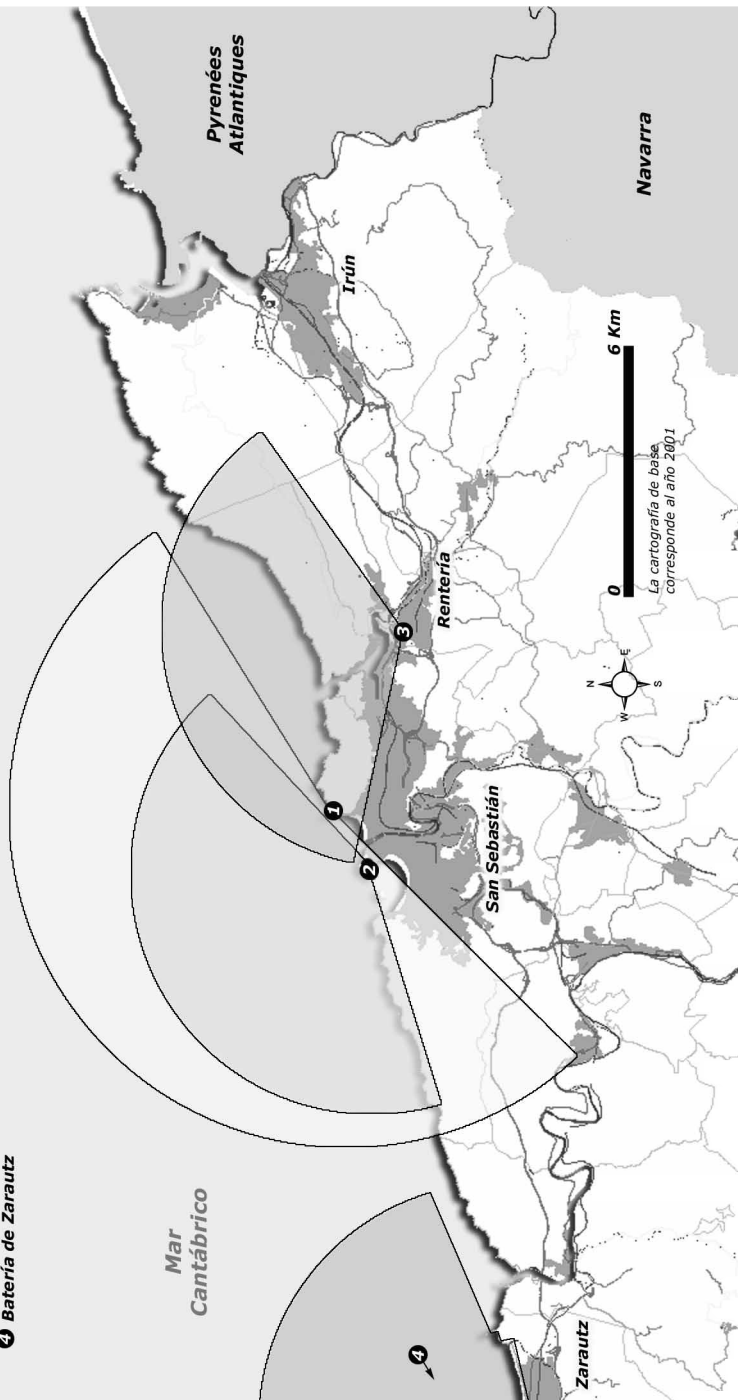 4 Batería de Zarautz
Mar
Cantábrico
Pyrenées
Atlantiques
Navarra
Irún
Rentería
San Sebastián
Zarautz
1
2
3
4
N
W
E
S
0
6 Km
La cartografía de base
corresponde al año 2001